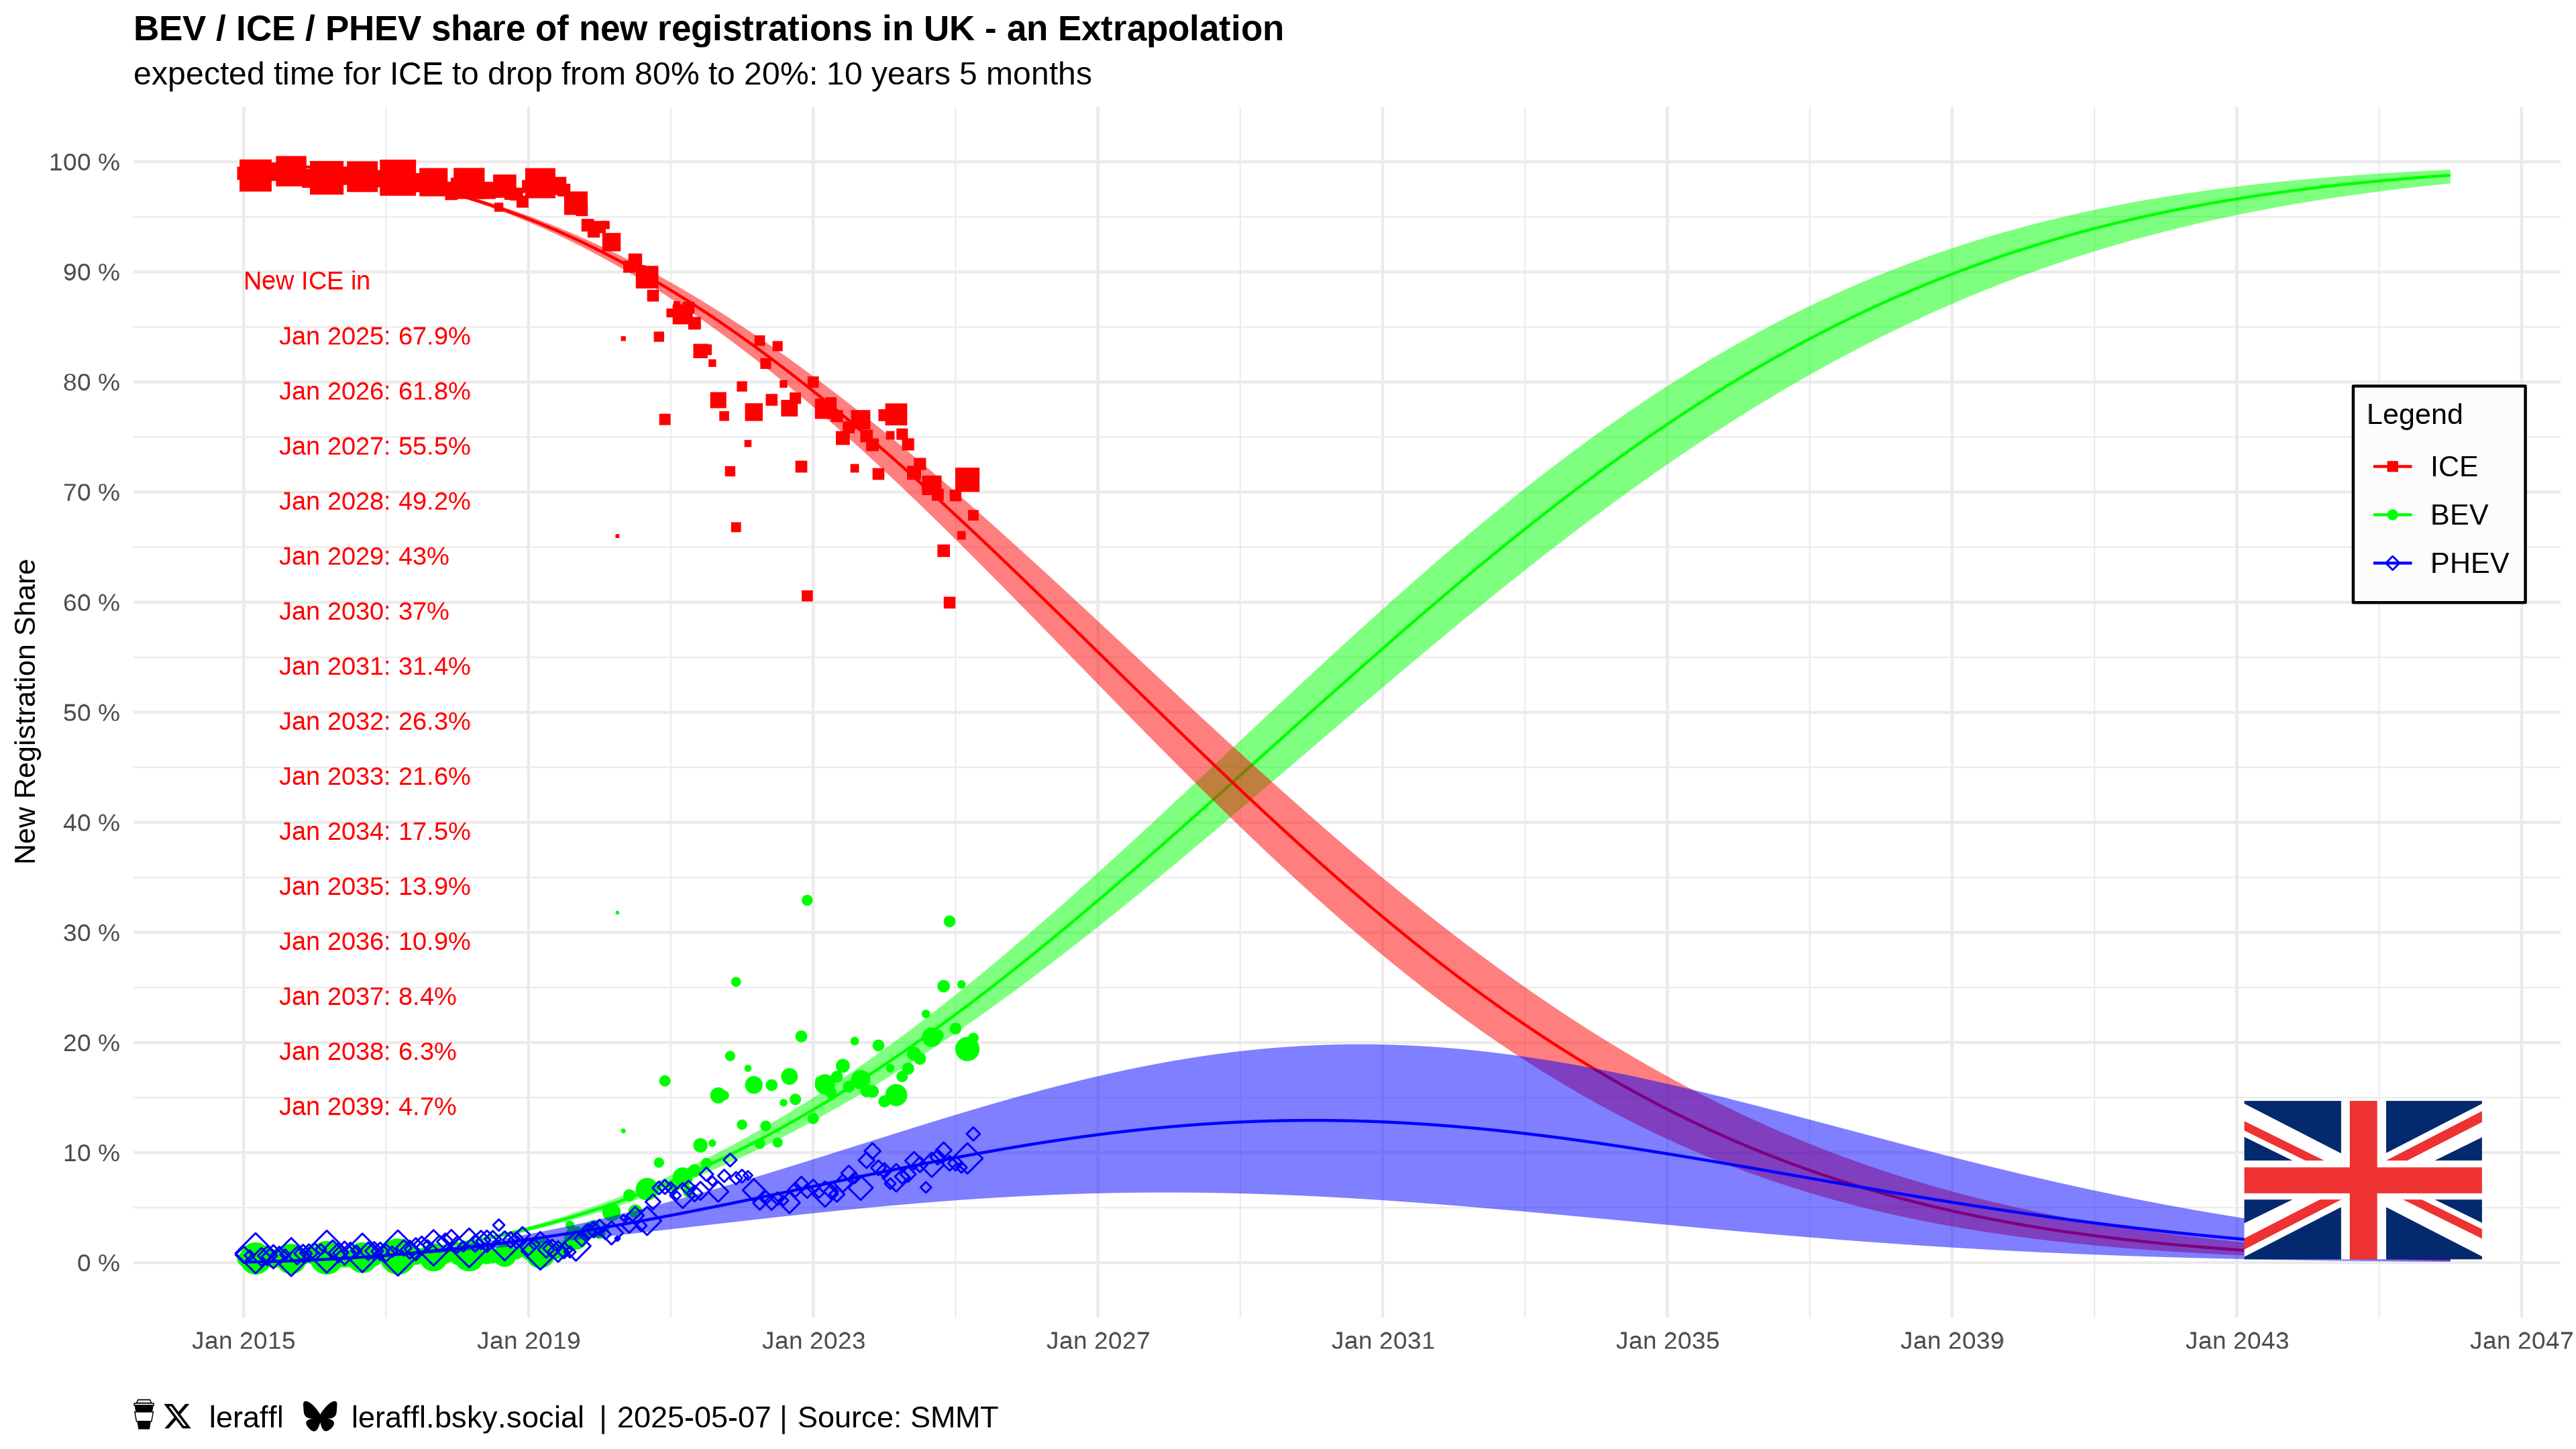 BEV / ICE / PHEV share of new registrations in UK - an Extrapolation
expected time for ICE to drop from 80% to 20%: 10 years 5 months
New Registration Share
100 %
90 %
80 %
70 %
60 %
50 %
40 %
30 %
20 %
10 %
0 %
New ICE in
Jan 2025: 67.9%
Jan 2026: 61.8%
Jan 2027: 55.5%
Jan 2028: 49.2%
Jan 2029: 43%
Jan 2030: 37%
Jan 2031: 31.4%
Jan 2032: 26.3%
Jan 2033: 21.6%
Jan 2034: 17.5%
Jan 2035: 13.9%
Jan 2036: 10.9%
Jan 2037: 8.4%
Jan 2038: 6.3%
Jan 2039: 4.7%
Legend
ICE
BEV
PHEV
Jan 2015 Jan 2019 Jan 2023 Jan 2027 Jan 2031 Jan 2035 Jan 2039 Jan 2043 Jan 2047
leraffl leraffl.bsky.social | 2025-05-07 | Source: SMMT